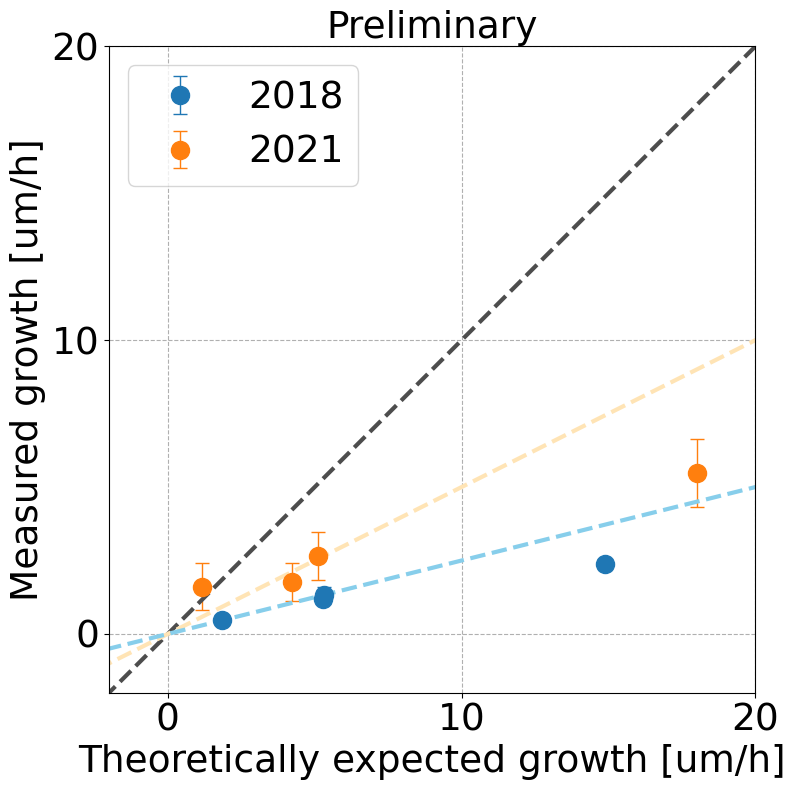 Preliminary
20
2018
2021
10
0
Measured growth [um/h]
0 10 20
Theoretically expected growth [um/h]